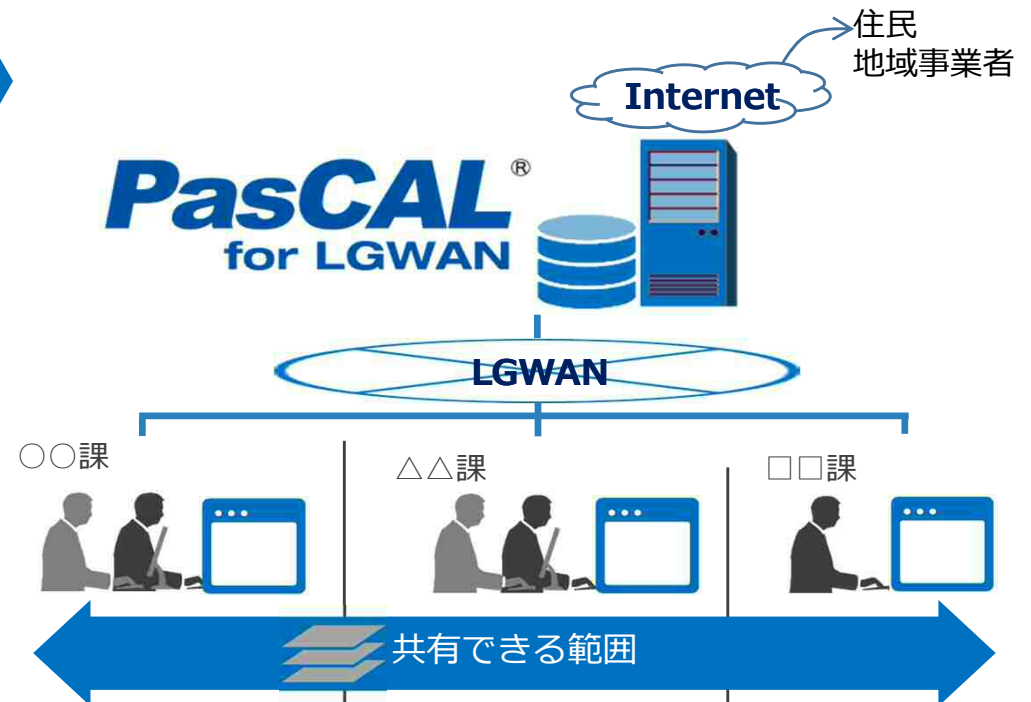 住民
地域事業者
Internet
PasCAL®
for LGWAN
LGWAN
○○課
△△課
□□課
共有できる範囲